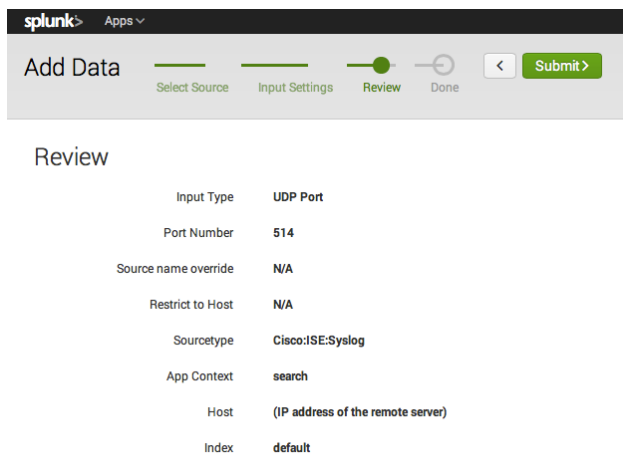 splunk> Apps
Add Data
Select Source Input Settings Review Done
< Submit >
Review
Input Type UDP Port
Port Number 514
Source name override N/A
Restrict to Host N/A
Sourcetype Cisco:ISE:Syslog
App Context search
Host (IP address of the remote server)
Index default